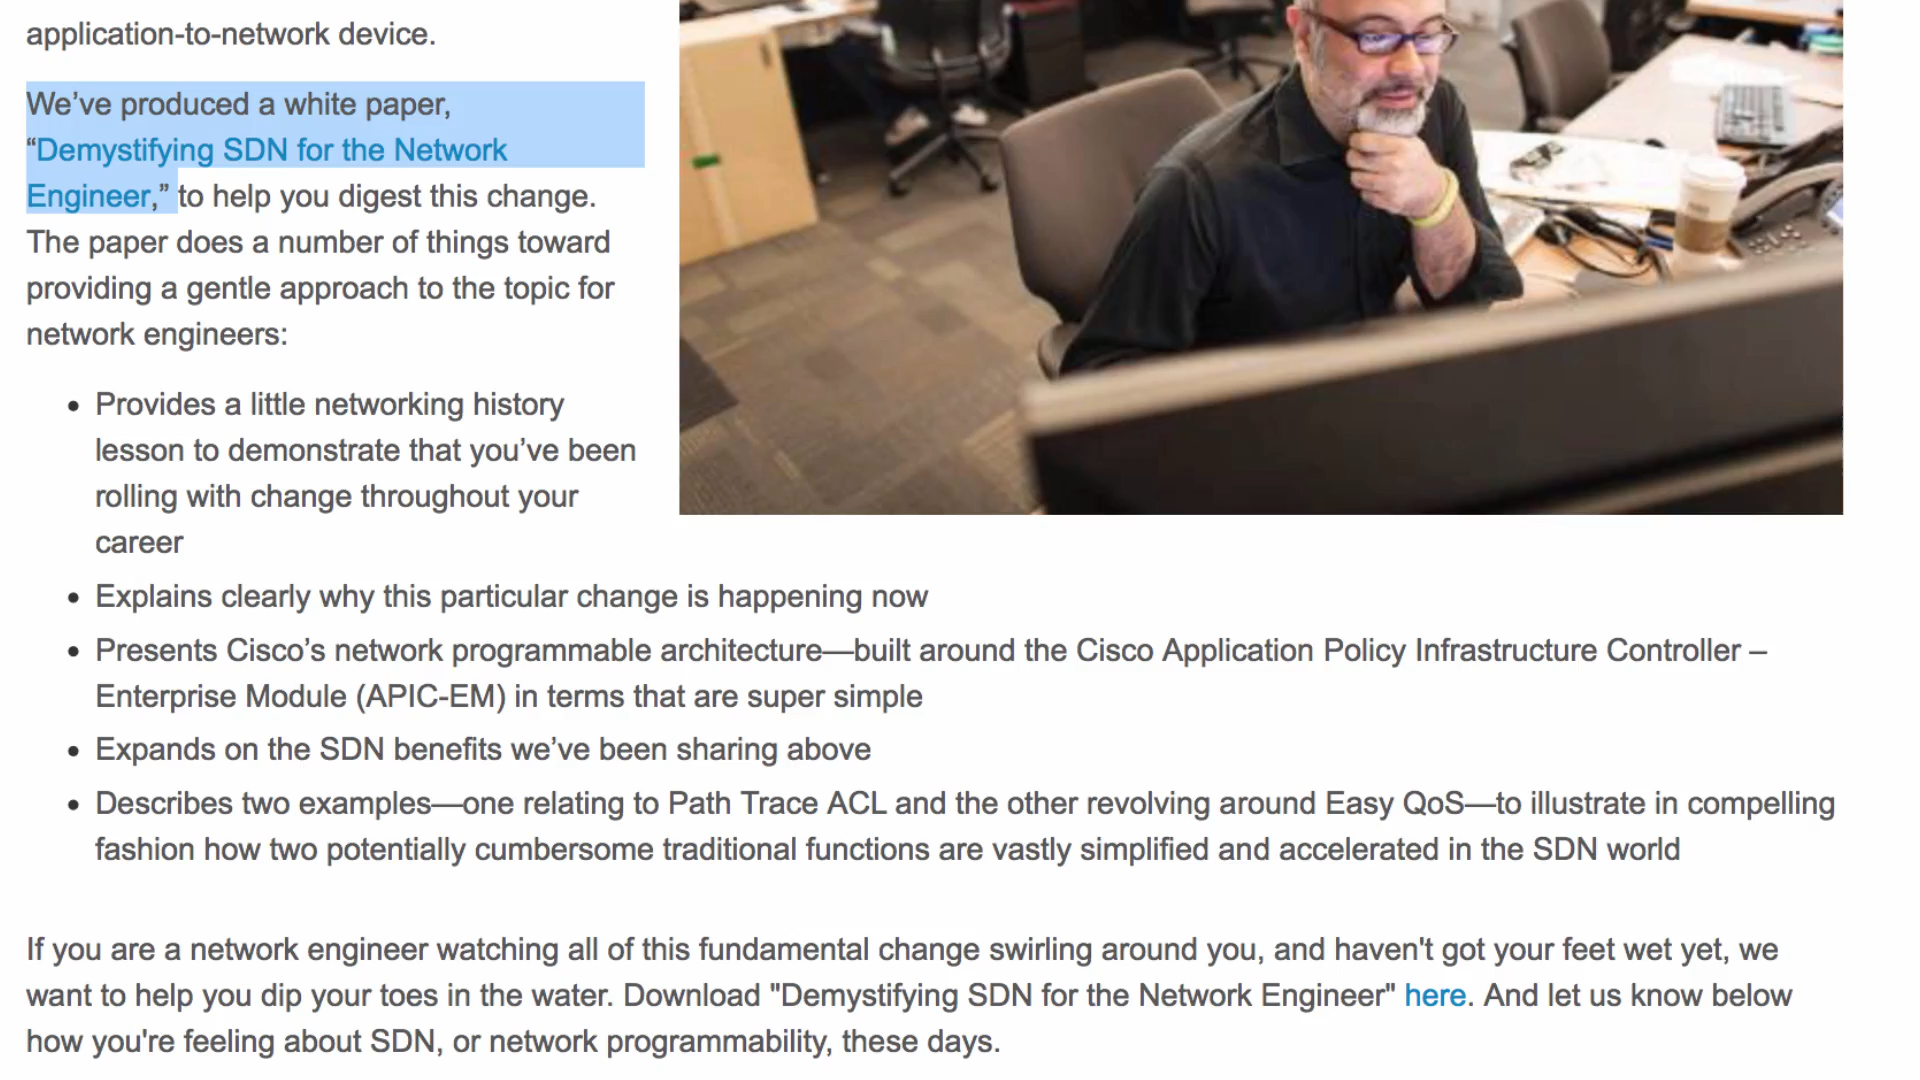 application-to-network device.
We’ve produced a white paper,
“Demystifying SDN for the Network
Engineer,” to help you digest this change.
The paper does a number of things toward
providing a gentle approach to the topic for
network engineers:
• Provides a little networking history
lesson to demonstrate that you’ve been
rolling with change throughout your
career
• Explains clearly why this particular change is happening now
• Presents Cisco’s network programmable architecture—built around the Cisco Application Policy Infrastructure Controller –
Enterprise Module (APIC-EM) in terms that are super simple
• Expands on the SDN benefits we’ve been sharing above
• Describes two examples—one relating to Path Trace ACL and the other revolving around Easy QoS—to illustrate in compelling
fashion how two potentially cumbersome traditional functions are vastly simplified and accelerated in the SDN world
If you are a network engineer watching all of this fundamental change swirling around you, and haven't got your feet wet yet, we
want to help you dip your toes in the water. Download "Demystifying SDN for the Network Engineer" here. And let us know below
how you're feeling about SDN, or network programmability, these days.